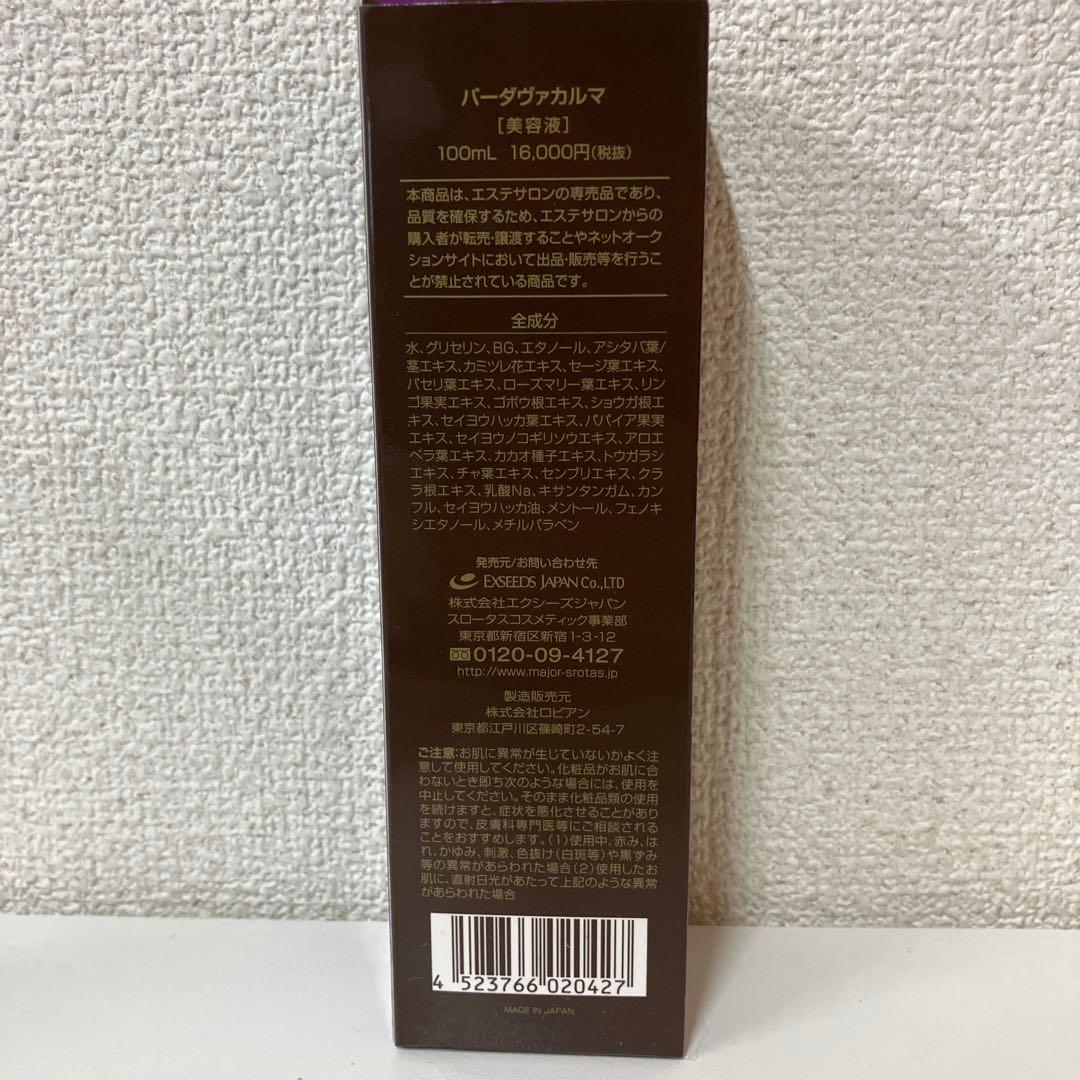 パーダヴァカルマ
[美容液]
100mL 16,000円(税抜)
本商品は、エステサロンの専売品であり、
品質を確保するため、エステサロンからの
購入者が転売・譲渡することやネットオーク
ションサイトにおいて出品・販売等を行うこ
とが禁止されている商品です。
全成分
水、グリセリン、BG、エタノール、アシタバ葉/
茎エキス、カミツレ花エキス、セージ葉エキス、
パセリ葉エキス、ローズマリー葉エキス、リン
ゴ果実エキス、ゴボウ根エキス、ショウガ根エ
キス、セイヨウハッカ葉エキス、パパイア果実
エキス、セイヨウノコギリソウエキス、アロエ
ベラ葉エキス、カカオ種子エキス、トウガラシ
エキス、チャ葉エキス、センブリエキス、クラ
ラ根エキス、乳酸Na、キサンタンガム、カン
フル、セイヨウハッカ油、メントール、フェノキ
シエタノール、メチルパラベン
発売元/お問い合わせ先
EXSEEDS JAPAN Co.,LTD
株式会社エクシーズジャパン
スロータスコスメティック事業部
東京都新宿区新宿1-3-12
0120-09-4127
http://www.major-srotas.jp
製造販売元
株式会社ロビアン
東京都江戸川区篠崎町2-54-7
ご注意:お肌に異常が生じていないかよく注
意して使用してください。化粧品がお肌に合
わないとき即ち次のような場合には、使用を
中止してください。そのまま化粧品類の使用
を続けますと、症状を悪化させることがあり
ますので、皮膚科専門医等にご相談される
ことをおすすめします。(1)使用中、赤み、は
れ、かゆみ、刺激、色抜け(白斑等)や黒ずみ
等の異常があらわれた場合(2)使用したお
肌に、直射日光があたって上記のような異常
があらわれた場合
4 523766 020427
MADE IN JAPAN